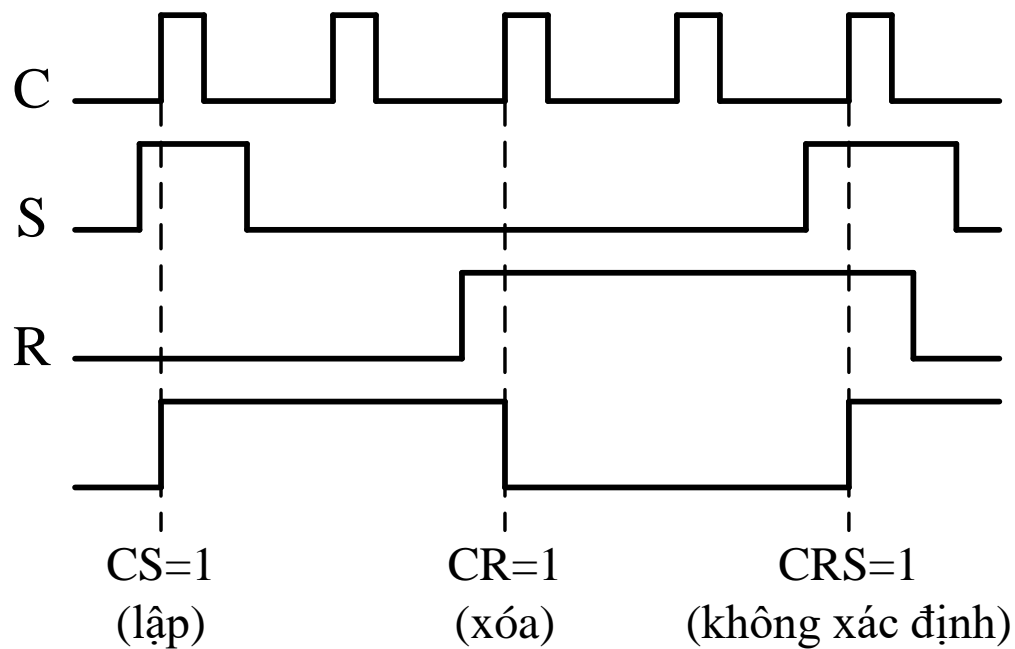 C
S
R
CS=1
(lập)
CR=1
(xóa)
CRS=1
(không xác định)